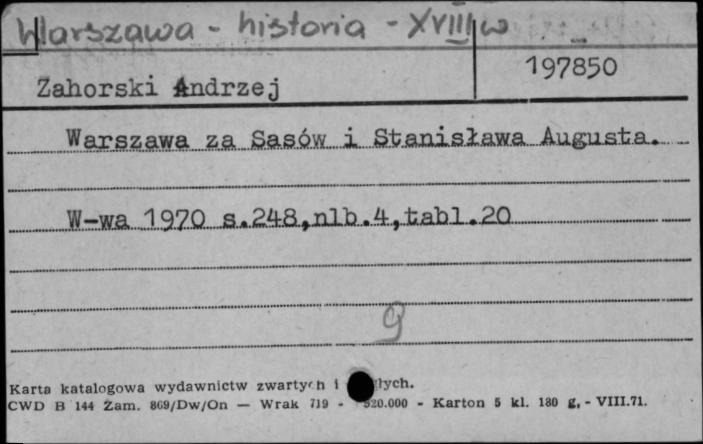 Warszawa - historia - XVIII w
197850
Zahorski Andrzej
Warszawa za Sasów i Stanisława Augusta.
W-wa 1970 s.248,nlb.4,tabl.20
9
Karta katalogowa wydawnictw zwartych i
CWD B 144 Zam. 869/Dw/On — Wrak 719 - 520.000 - Karton 5 kl. 180 g, - VIII.71.